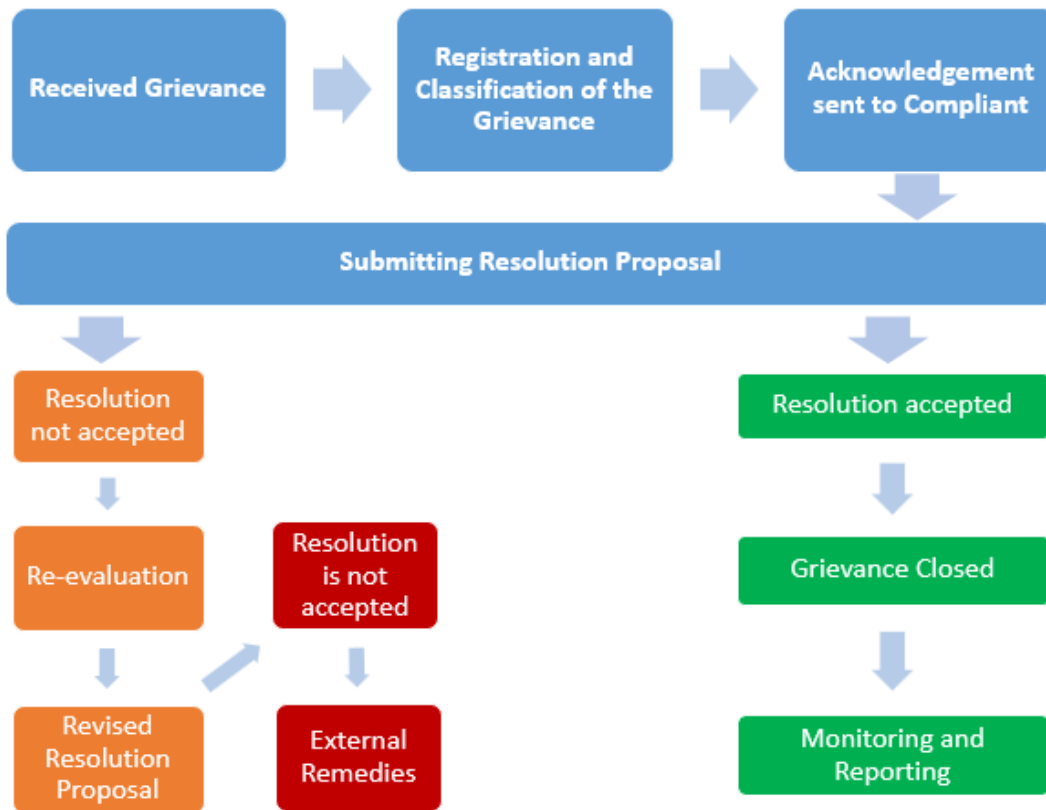 Received Grievance
Registration and
Classification of the
Grievance
Acknowledgement
sent to Compliant
Submitting Resolution Proposal
Resolution
not accepted
Resolution accepted
Re-evaluation
Resolution
is not
accepted
Grievance Closed
Revised
Resolution
Proposal
External
Remedies
Monitoring and
Reporting